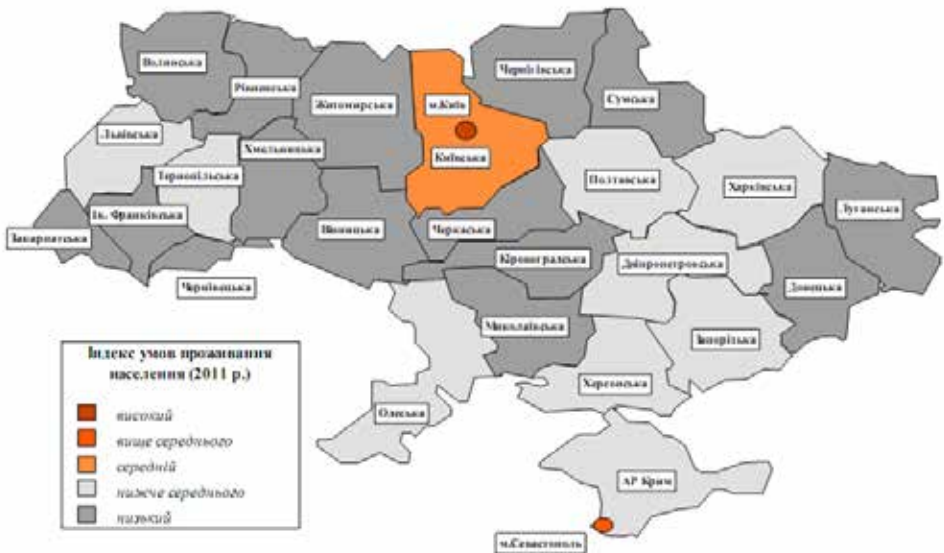 Волинська
Рівненська
Житомирська
м.Київ
Чернігівська
Сумська
Львівська
Хмельницька
Київська
Тернопільська
Полтавська
Харківська
Луганська
Ів. Франківська
Закарпатська
Вінницька
Черкаська
Кіровоградська
Дніпропетровська
Донецька
Чернівецька
Миколаївська
Запорізька
Херсонська
Одеська
АР Крим
м.Севастополь
Індекс умов проживання
населення (2011 р.)
високий
вище середнього
середній
нижче середнього
низький